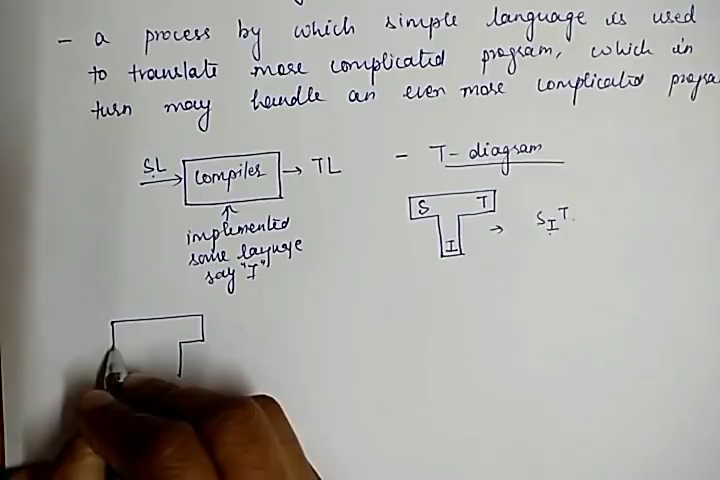 - a process by which simple language is used
to translate more complicated program, which in
turn may handle an even more complicated progra
SL
compiler
TL
implemented
some language
say "I"
- T-diagram
S T
I
S I T.